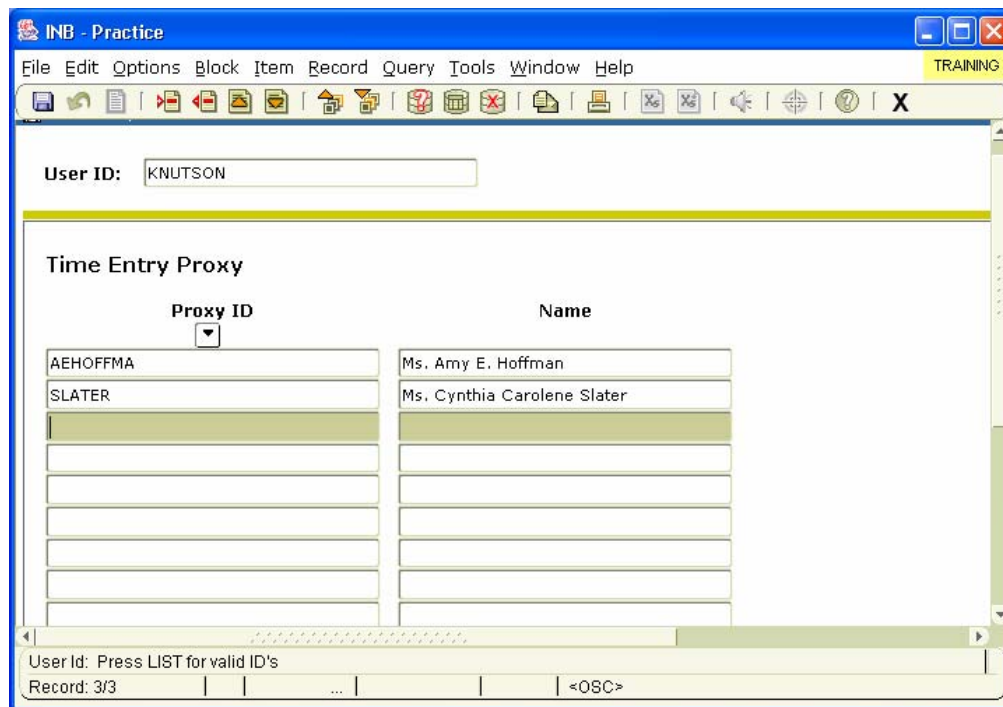 INB - Practice
File Edit Options Block Item Record Query Tools Window Help TRAINING
X
User ID: KNUTSON
Time Entry Proxy
Proxy ID Name
AEHOFFMA Ms. Amy E. Hoffman
SLATER Ms. Cynthia Carolene Slater
User Id: Press LIST for valid ID's
Record: 3/3 ... <OSC>